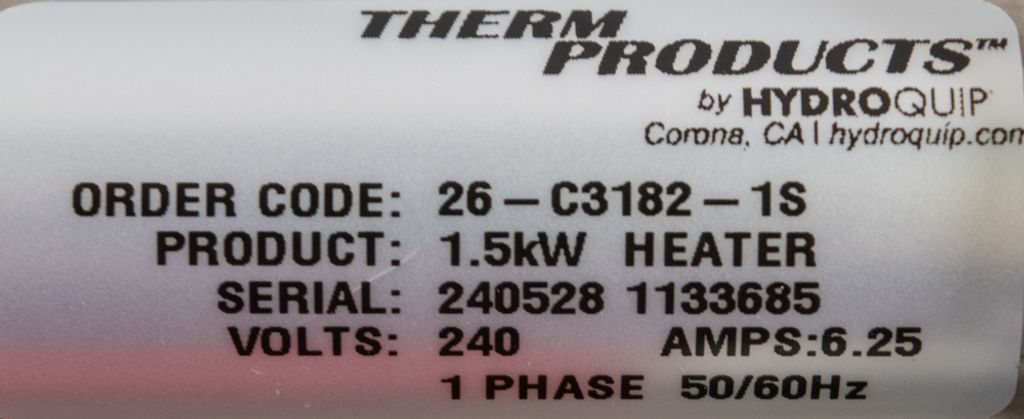 THERM
PRODUCTS™
by HYDROQUIP
Corona, CA | hydroquip.com
ORDER CODE: 26-C3182-1S
PRODUCT: 1.5kW HEATER
SERIAL: 240528 1133685
VOLTS: 240 AMPS:6.25
1 PHASE 50/60Hz